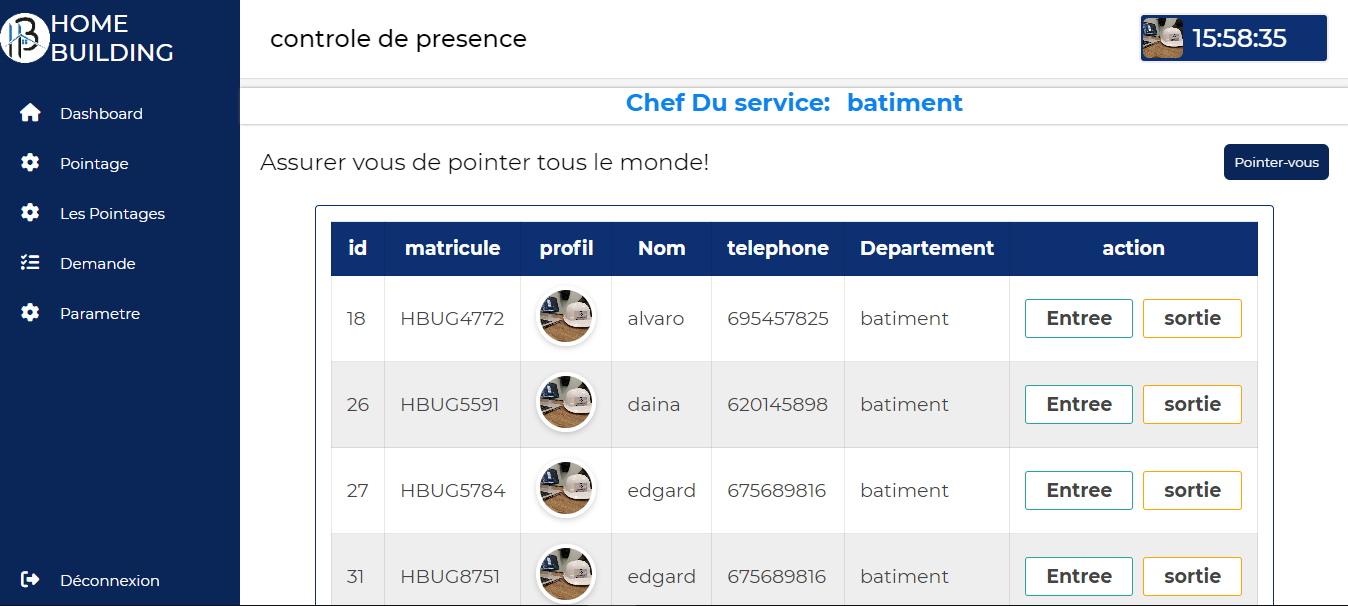 HOME
BUILDING
Dashboard
Pointage
Les Pointages
Demande
Parametre
Déconnexion
controle de presence
15:58:35
Chef Du service: batiment
Assurer vous de pointer tous le monde!
Pointer-vous
id matricule profil Nom telephone Departement action
18 HBUG4772 alvaro 695457825 batiment Entree sortie
26 HBUG5591 daina 620145898 batiment Entree sortie
27 HBUG5784 edgard 675689816 batiment Entree sortie
31 HBUG8751 edgard 675689816 batiment Entree sortie